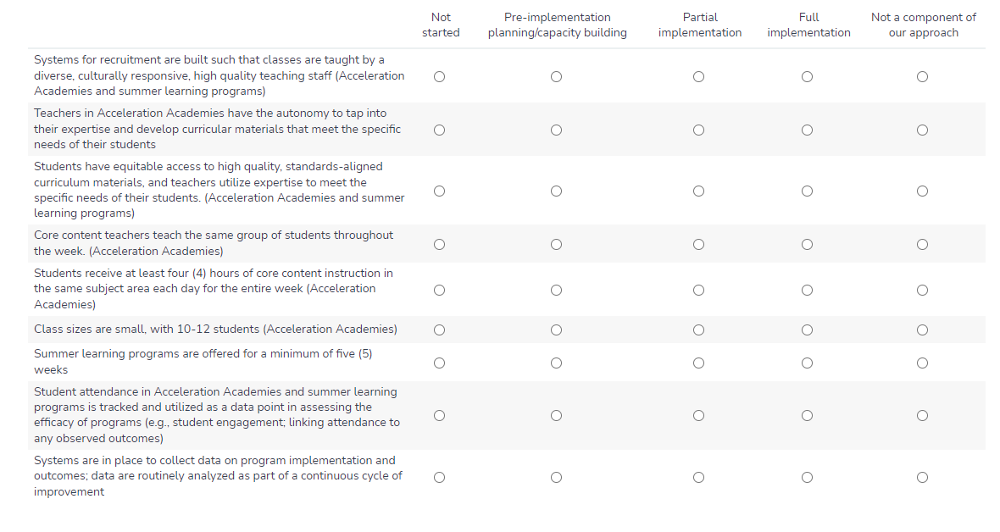 Not started
Pre-implementation planning/capacity building
Partial implementation
Full implementation
Not a component of our approach
Systems for recruitment are built such that classes are taught by a
diverse, culturally responsive, high quality teaching staff (Acceleration
Academies and summer learning programs)
Teachers in Acceleration Academies have the autonomy to tap into
their expertise and develop curricular materials that meet the specific
needs of their students
Students have equitable access to high quality, standards-aligned
curriculum materials, and teachers utilize expertise to meet the
specific needs of their students. (Acceleration Academies and summer
learning programs)
Core content teachers teach the same group of students throughout
the week. (Acceleration Academies)
Students receive at least four (4) hours of core content instruction in
the same subject area each day for the entire week (Acceleration
Academies)
Class sizes are small, with 10-12 students (Acceleration Academies)
Summer learning programs are offered for a minimum of five (5)
weeks
Student attendance in Acceleration Academies and summer learning
programs is tracked and utilized as a data point in assessing the
efficacy of programs (e.g., student engagement; linking attendance to
any observed outcomes)
Systems are in place to collect data on program implementation and
outcomes; data are routinely analyzed as part of a continuous cycle of
improvement